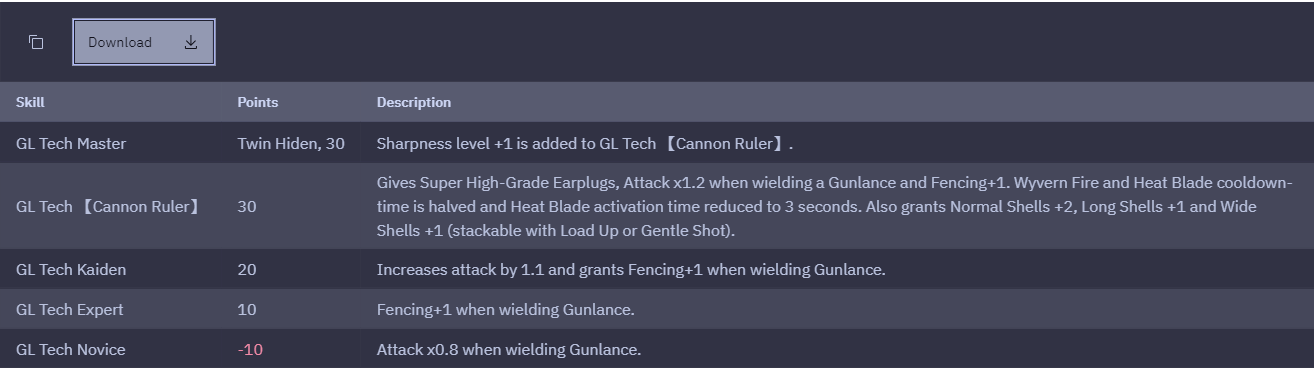 Download
Skill Points Description
GL Tech Master Twin Hiden, 30 Sharpness level +1 is added to GL Tech 【Cannon Ruler】.
GL Tech 【Cannon Ruler】 30 Gives Super High-Grade Earplugs, Attack x1.2 when wielding a Gunlance and Fencing+1. Wyvern Fire and Heat Blade cooldown-
time is halved and Heat Blade activation time reduced to 3 seconds. Also grants Normal Shells +2, Long Shells +1 and Wide
Shells +1 (stackable with Load Up or Gentle Shot).
GL Tech Kaiden 20 Increases attack by 1.1 and grants Fencing+1 when wielding Gunlance.
GL Tech Expert 10 Fencing+1 when wielding Gunlance.
GL Tech Novice -10 Attack x0.8 when wielding Gunlance.